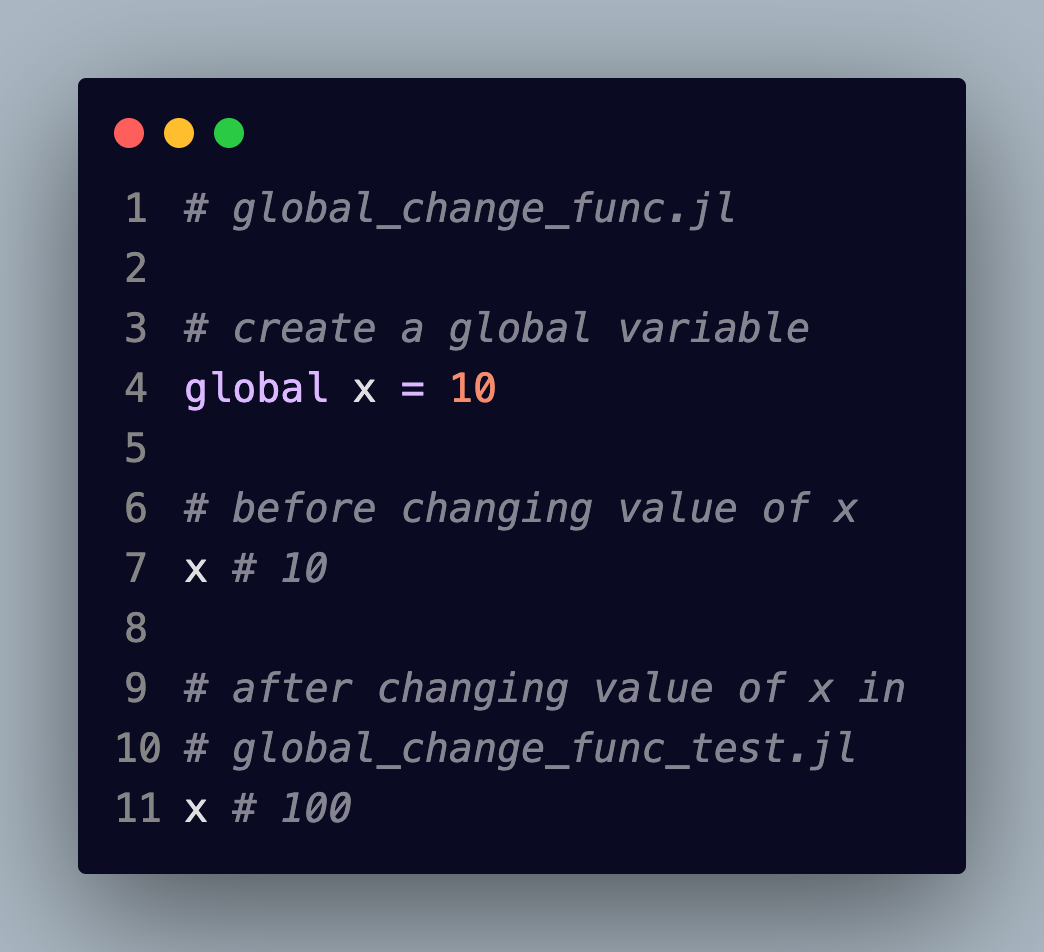 1 # global_change_func.jl
2
3 # create a global variable
4 global x = 10
5
6 # before changing value of x
7 x # 10
8
9 # after changing value of x in
10 # global_change_func_test.jl
11 x # 100